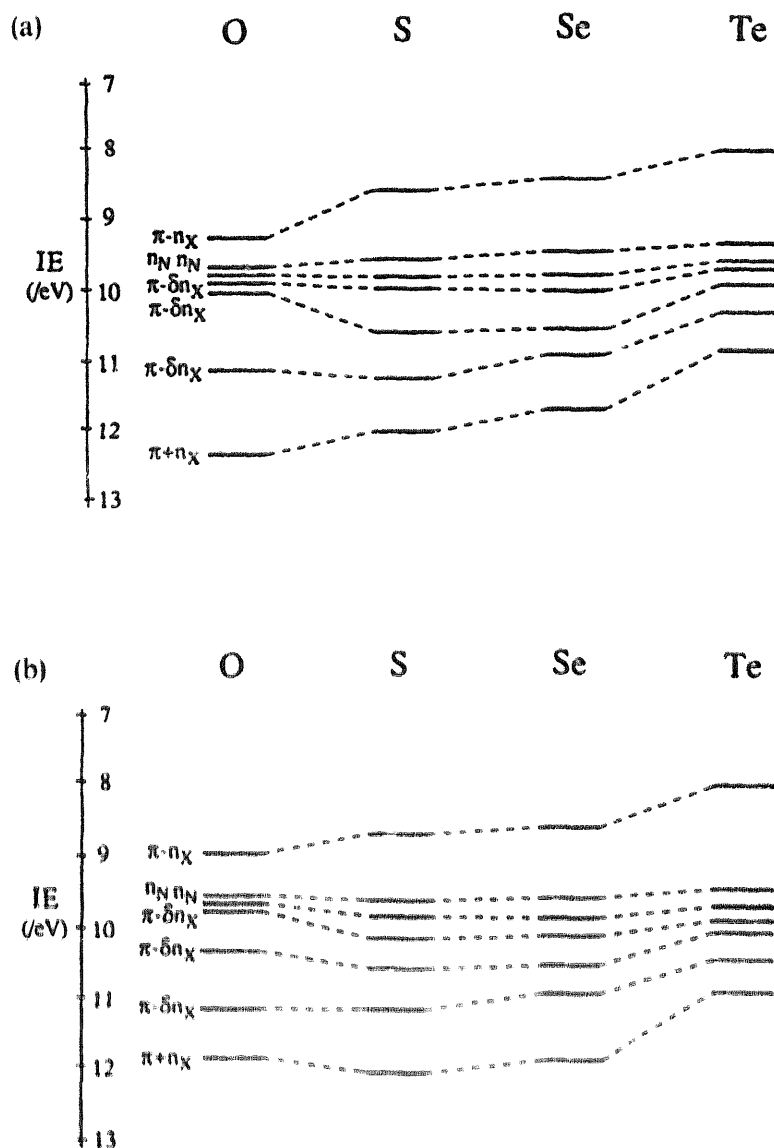 (a)
O S Se Te
7
8
9
π-nX
IE
nN nN
(/eV)
10
π-δnX
π-δnX
11
π-δnX
12
π+nX
13
(b)
O S Se Te
7
8
9
π-nX
IE
nN nN
(/eV)
10
π-δnX
π-δnX
11
π-δnX
12
π+nX
13